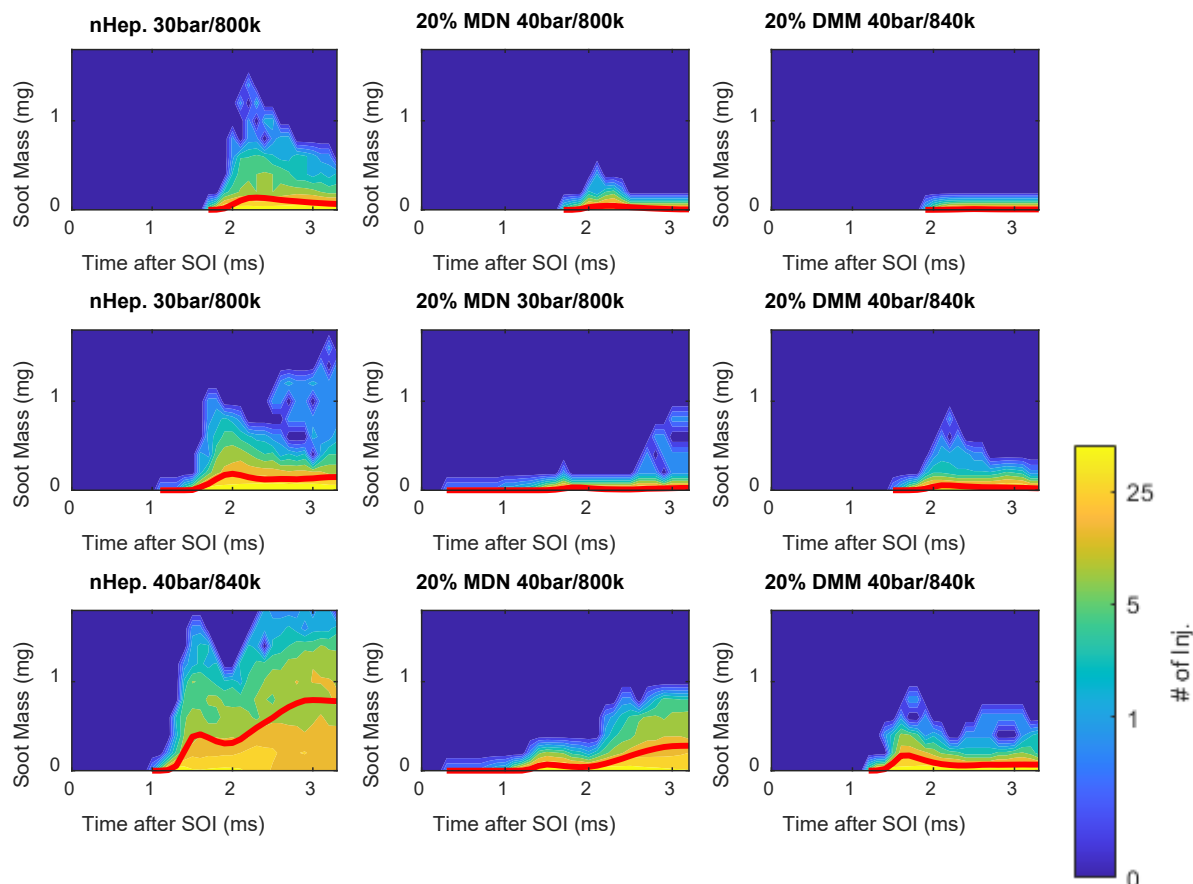 nHep. 30bar/800k
20% MDN 40bar/800k
20% DMM 40bar/840k
Soot Mass (mg)
1
0
0 1 2 3
Time after SOI (ms)
Soot Mass (mg)
1
0
0 1 2 3
Time after SOI (ms)
Soot Mass (mg)
1
0
0 1 2 3
Time after SOI (ms)
nHep. 30bar/800k
20% MDN 30bar/800k
20% DMM 40bar/840k
Soot Mass (mg)
1
0
0 1 2 3
Time after SOI (ms)
Soot Mass (mg)
1
0
0 1 2 3
Time after SOI (ms)
Soot Mass (mg)
1
0
0 1 2 3
Time after SOI (ms)
nHep. 40bar/840k
20% MDN 40bar/800k
20% DMM 40bar/840k
Soot Mass (mg)
1
0
0 1 2 3
Time after SOI (ms)
Soot Mass (mg)
1
0
0 1 2 3
Time after SOI (ms)
Soot Mass (mg)
1
0
0 1 2 3
Time after SOI (ms)
25
5
1
0
# of Inj.